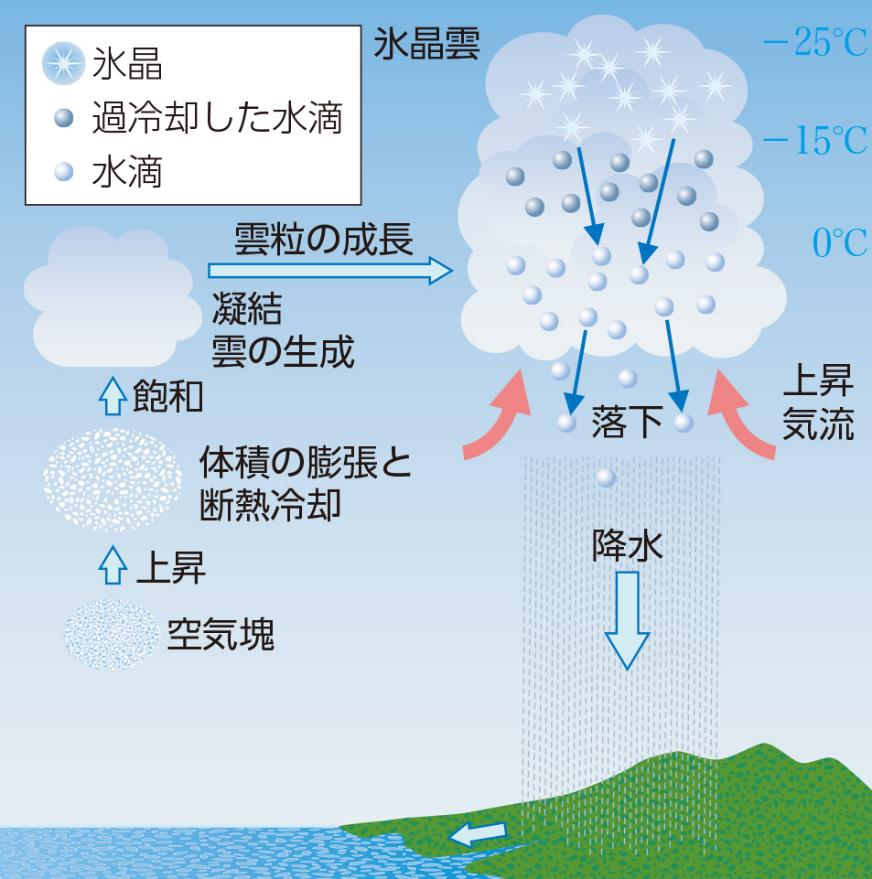 氷晶
過冷却した水滴
水滴
氷晶雲
−25℃
−15℃
0℃
雲粒の成長
凝結
雲の生成
飽和
体積の膨張と
断熱冷却
上昇
空気塊
上昇
気流
落下
降水